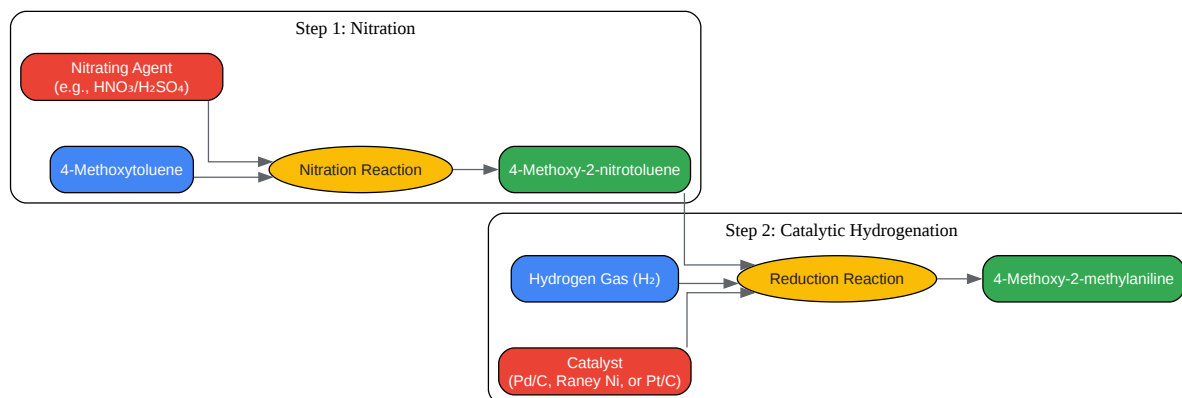 Step 1: Nitration
Nitrating Agent
(e.g., HNO₃/H₂SO₄)
4-Methoxytoluene
Nitration Reaction
4-Methoxy-2-nitrotoluene
Step 2: Catalytic Hydrogenation
Hydrogen Gas (H₂)
Reduction Reaction
4-Methoxy-2-methylaniline
Catalyst
(Pd/C, Raney Ni, or Pt/C)